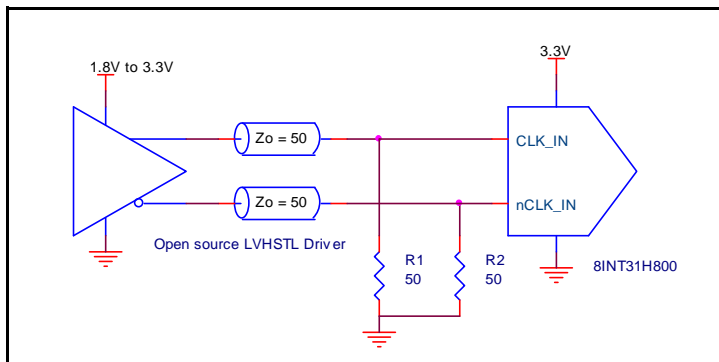 1.8V to 3.3V
3.3V
Zo = 50
CLK_IN
Zo = 50
nCLK_IN
Open source LVHSTL Driver
R1
50
R2
50
8INT31H800